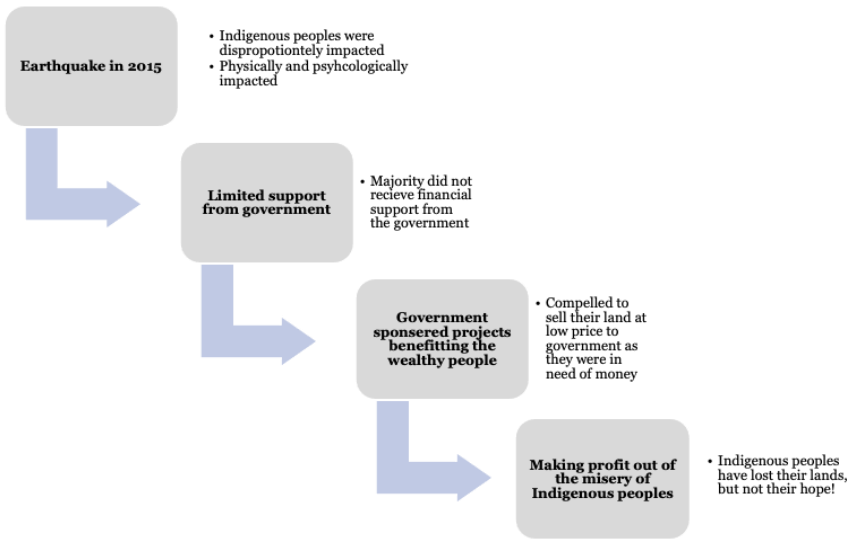 Earthquake in 2015
• Indigenous peoples were
dispropotiontely impacted
• Physically and psyhcologically
impacted
Limited support
from government
• Majority did not
recieve financial
support from
the government
Government
sponsered projects
benefitting the
wealthy people
• Compelled to
sell their land at
low price to
government as
they were in
need of money
Making profit out of
the misery of
Indigenous peoples
• Indigenous peoples
have lost their lands,
but not their hope!